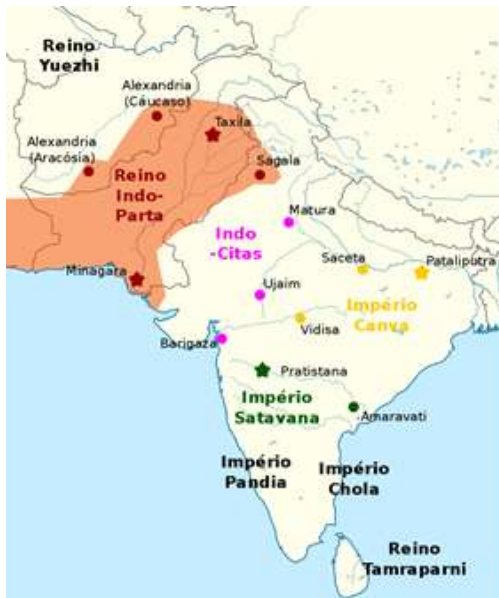 Reino
Yuezhi
Alexandria
(Cáucaso)
Taxila
Alexandria
(Aracósia)
Sagala
Reino
Indo-
Parta
Matura
Indo
-Citas
Saceta
Pataliputra
Minagara
Ujaim
Império
Canva
Vidisa
Barigaza
Pratistana
Império
Satavana
Amaravati
Império
Pandia
Império
Chola
Reino
Tamraparni